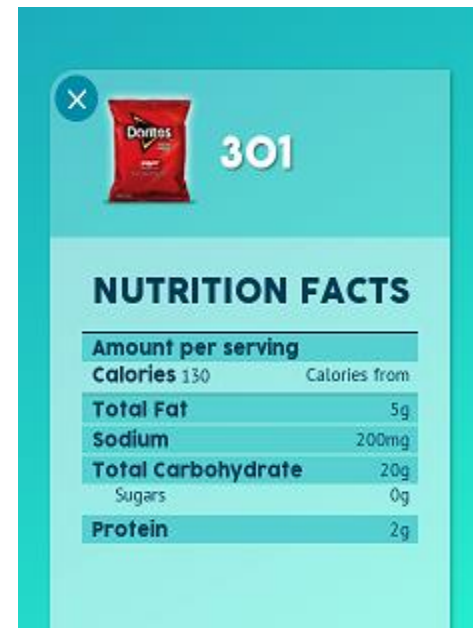 Doritos
301
NUTRITION FACTS
Amount per serving
Calories 130 Calories from
Total Fat 5g
Sodium 200mg
Total Carbohydrate 20g
Sugars 0g
Protein 2g